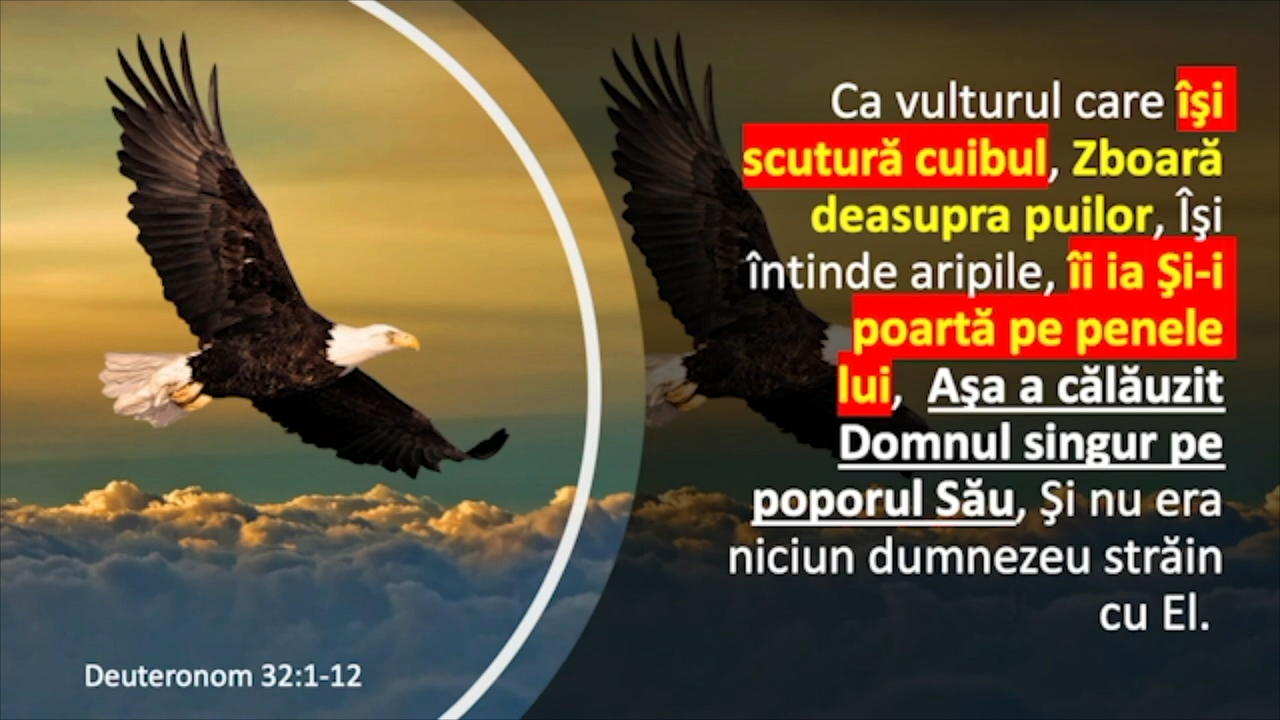 Ca vulturul care îşi
scutură cuibul, Zboară
deasupra puilor, Îşi
întinde aripile, îi ia Şi-i
poartă pe penele
lui, Aşa a călăuzit
Domnul singur pe
poporul Său, Şi nu era
niciun dumnezeu străin
cu El.
Deuteronom 32:1-12